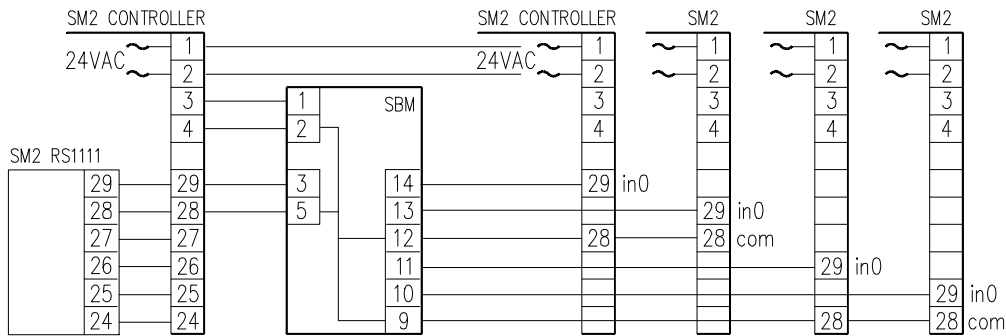 SM2 CONTROLLER SM2 CONTROLLER SM2 SM2 SM2
1 1 1 1 1
24VAC 24VAC
2 2 2 2 2
3 1 SBM 3 3 3 3
4 2 4 4 4 4
SM2 RS1111
29 29 3 14 29 in0
28 28 5 13 29 in0
27 27 12 28 28 com
26 26 11 29 in0
25 25 10 29 in0
24 24 9 28 28 com